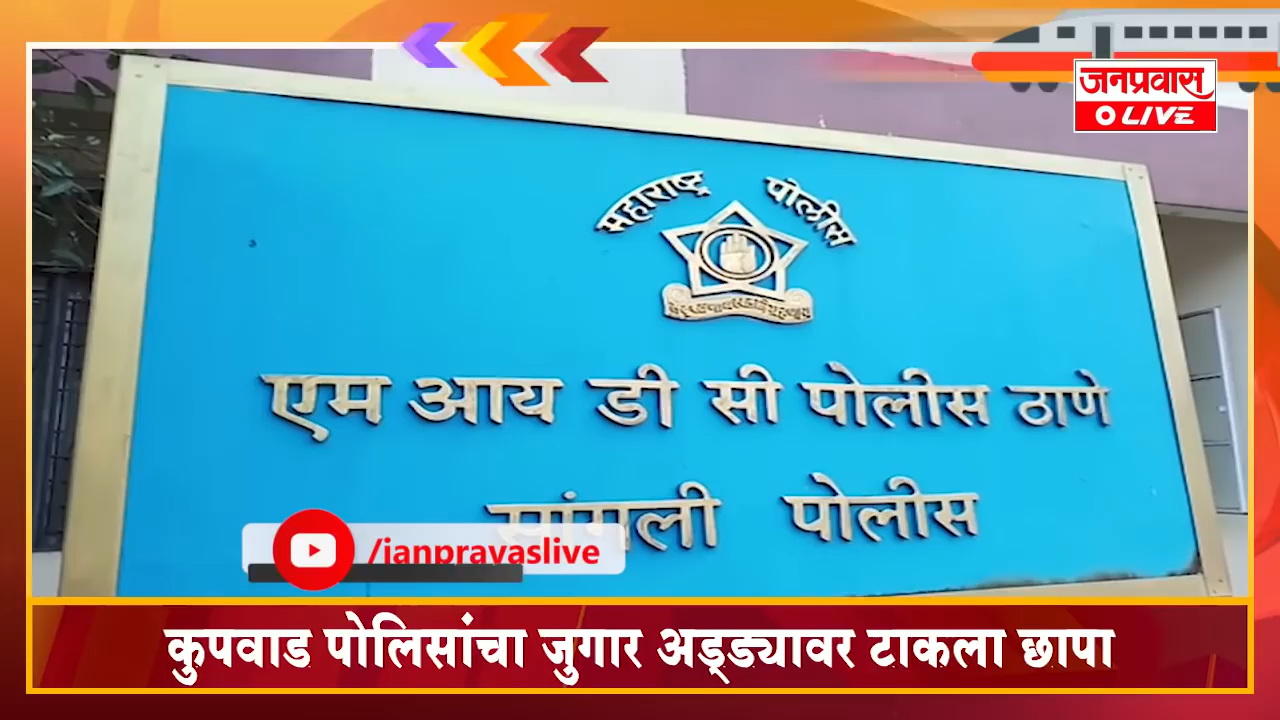 जनप्रवास
LIVE
महाराष्ट्र पोलीस
एम आय डी सी पोलीस ठाणे
सांगली पोलीस
/janpravaslive
कुपवाड पोलिसांचा जुगार अड्ड्यावर टाकला छापा